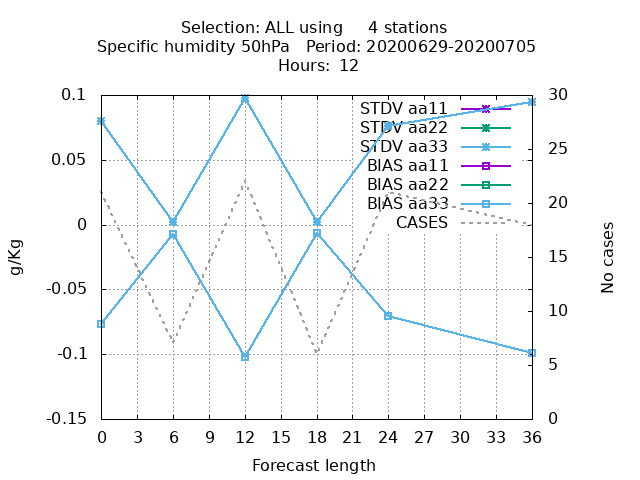 Selection: ALL using     4 stations
Specific humidity 50hPa   Period: 20200629-20200705
Hours: 12
0.1
0.05
0
-0.05
-0.1
-0.15
g/Kg
STDV aa11
STDV aa22
STDV aa33
BIAS aa11
BIAS aa22
BIAS aa33
CASES
30
25
20
15
10
5
0
No cases
0 3 6 9 12 15 18 21 24 27 30 33 36
Forecast length